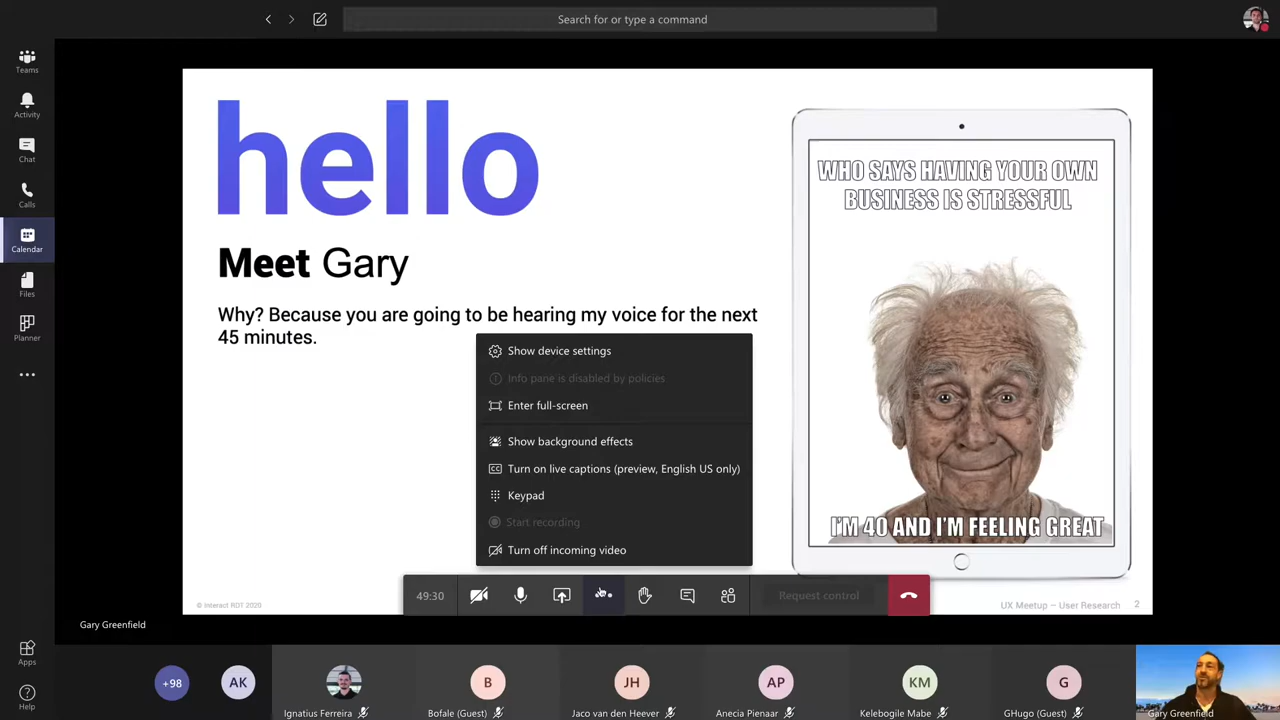 Search for or type a command
Teams
Activity
Chat
Calls
Calendar
Files
Planner
Apps
Help
hello
Meet Gary
Why? Because you are going to be hearing my voice for the next
45 minutes.
WHO SAYS HAVING YOUR OWN
BUSINESS IS STRESSFUL
I'M 40 AND I'M FEELING GREAT
Show device settings
Info pane is disabled by policies
Enter full-screen
Show background effects
CC Turn on live captions (preview, English US only)
Keypad
Start recording
Turn off incoming video
49:30
Request control
© Interact RDT 2020
UX Meetup – User Research 2
Gary Greenfield
+98
AK
Ignatius Ferreira
B
Bofale (Guest)
JH
Jaco van den Heever
AP
Anecia Pienaar
KM
Kelebogile Mabe
G
GHugo (Guest)
Gary Greenfield